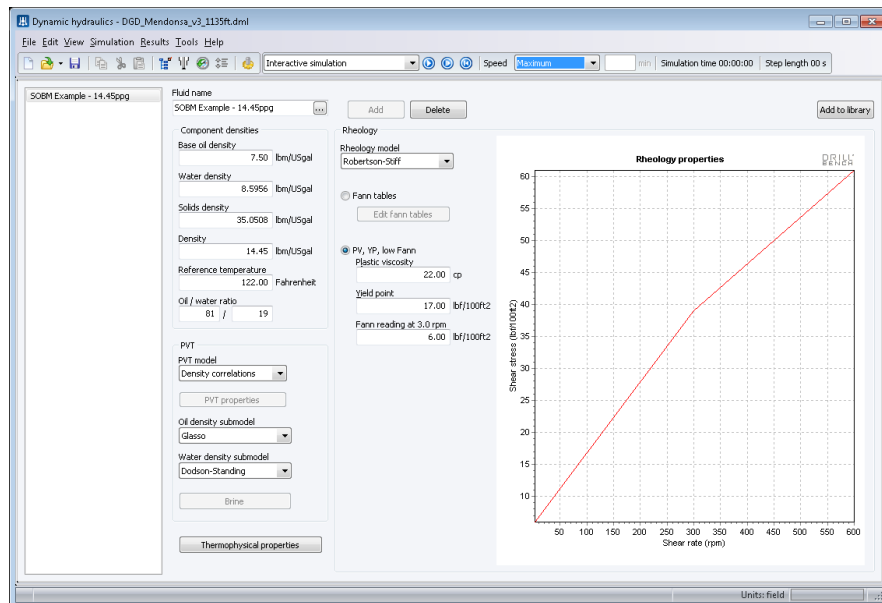 Dynamic hydraulics - DGD_Mendonsa_v3_1135ft.dml
File Edit View Simulation Results Tools Help
Interactive simulation Speed Maximum min Simulation time 00:00:00 Step length 00 s
SOBM Example - 14.45ppg
Fluid name
SOBM Example - 14.45ppg ... Add Delete Add to library
Component densities
Base oil density
7.50 lbm/USgal
Water density
8.5956 lbm/USgal
Solids density
35.0508 lbm/USgal
Density
14.45 lbm/USgal
Reference temperature
122.00 Fahrenheit
Oil / water ratio
81 / 19
PVT
PVT model
Density correlations
PVT properties
Oil density submodel
Glasso
Water density submodel
Dodson-Standing
Brine
Thermophysical properties
Rheology
Rheology model
Robertson-Stiff
Fann tables
Edit fann tables
PV, YP, low Fann
Plastic viscosity
22.00 cp
Yield point
17.00 lbf/100ft2
Fann reading at 3.0 rpm
6.00 lbf/100ft2
Rheology properties
DRILL
BENCH
Shear stress (lbf/100ft2)
60
55
50
45
40
35
30
25
20
15
10
50 100 150 200 250 300 350 400 450 500 550 600
Shear rate (rpm)
Units: field